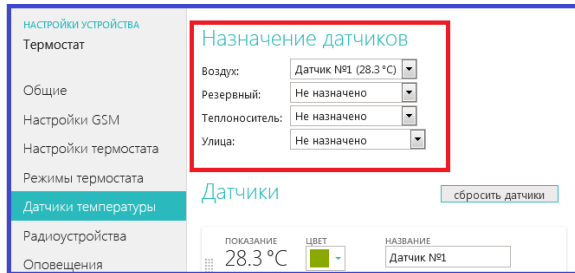 НАСТРОЙКИ УСТРОЙСТВА
Термостат
Общие
Настройки GSM
Настройки термостата
Режимы термостата
Датчики температуры
Радиоустройства
Оповещения
Назначение датчиков
Воздух: Датчик №1 (28.3 °C)
Резервный: Не назначено
Теплоноситель: Не назначено
Улица: Не назначено
Датчики сбросить датчики
ПОКАЗАНИЕ ЦВЕТ НАЗВАНИЕ
28.3 °C Датчик №1